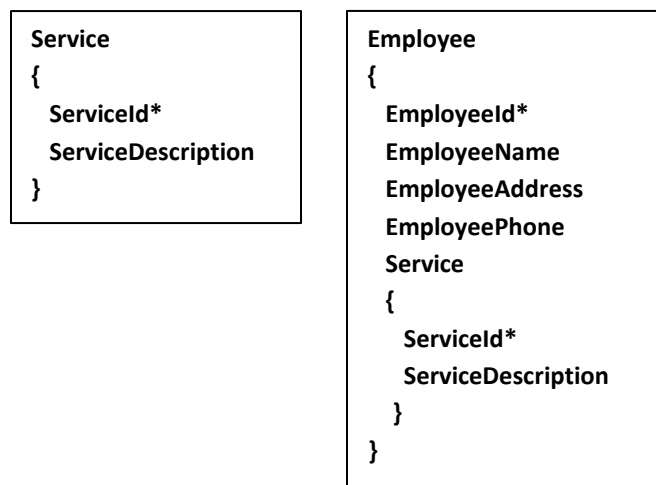 Service
{
ServiceId*
ServiceDescription
}
Employee
{
EmployeeId*
EmployeeName
EmployeeAddress
EmployeePhone
Service
{
ServiceId*
ServiceDescription
}
}